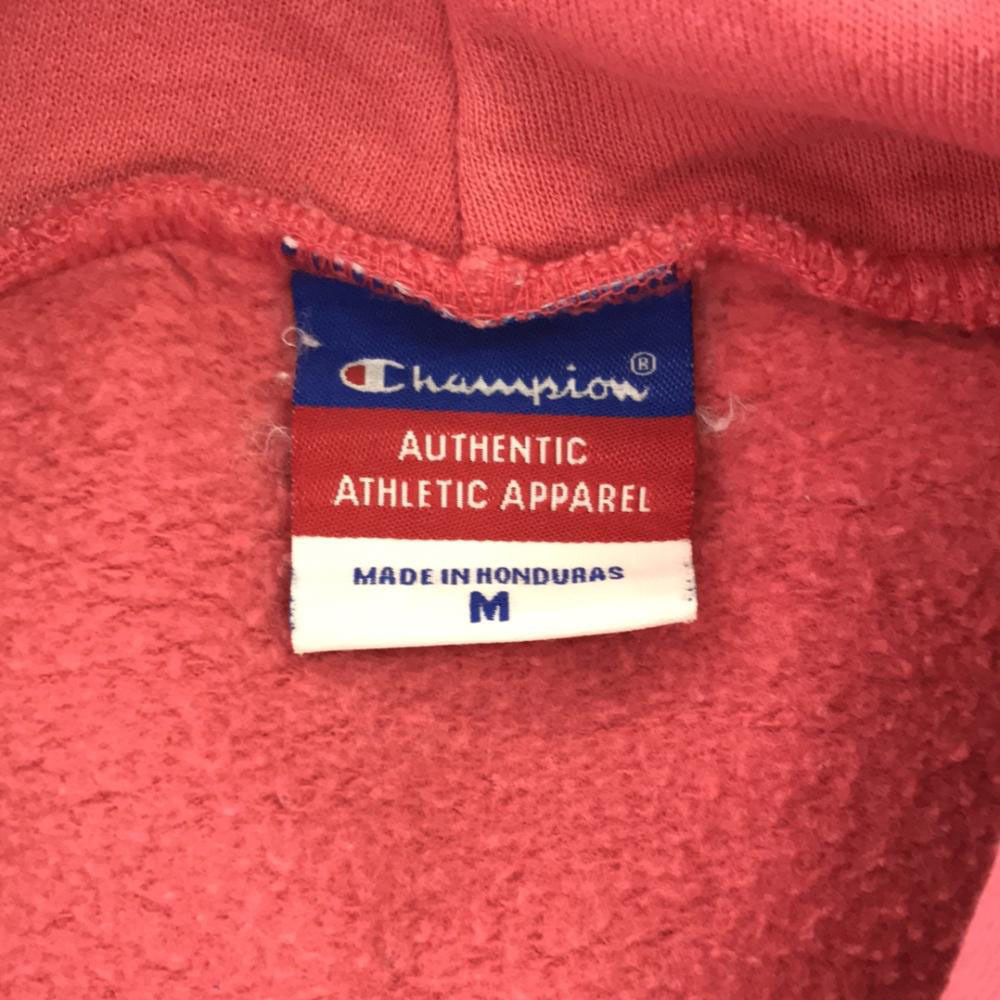 Champion®
AUTHENTIC
ATHLETIC APPAREL
MADE IN HONDURAS
M